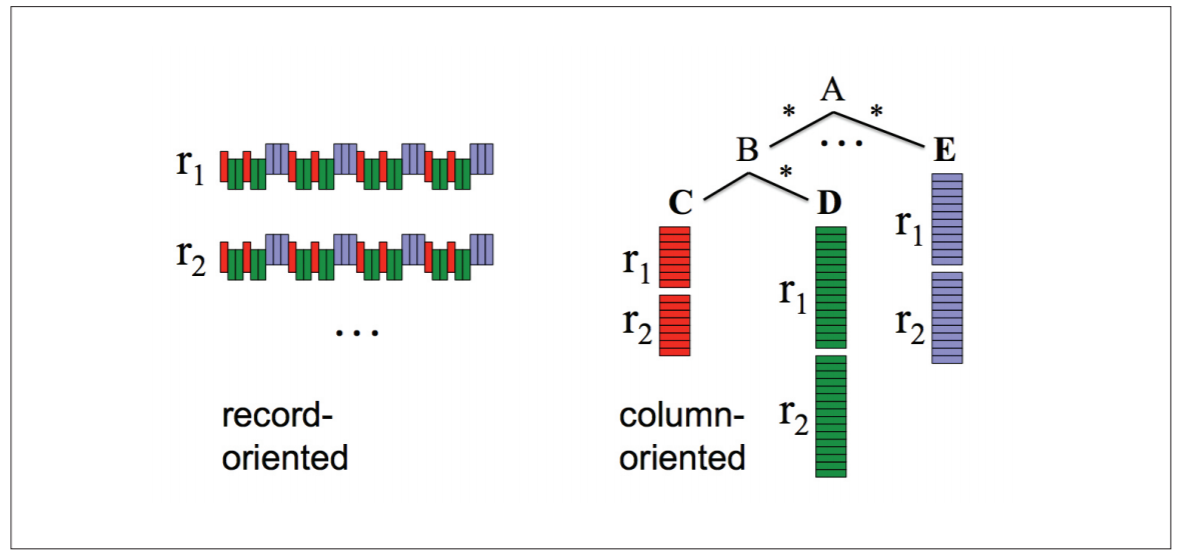 r1
r2
...
record-
oriented
A
* *
B ... E
*
C D
r1
r2
r1
r2
r1
r2
column-
oriented